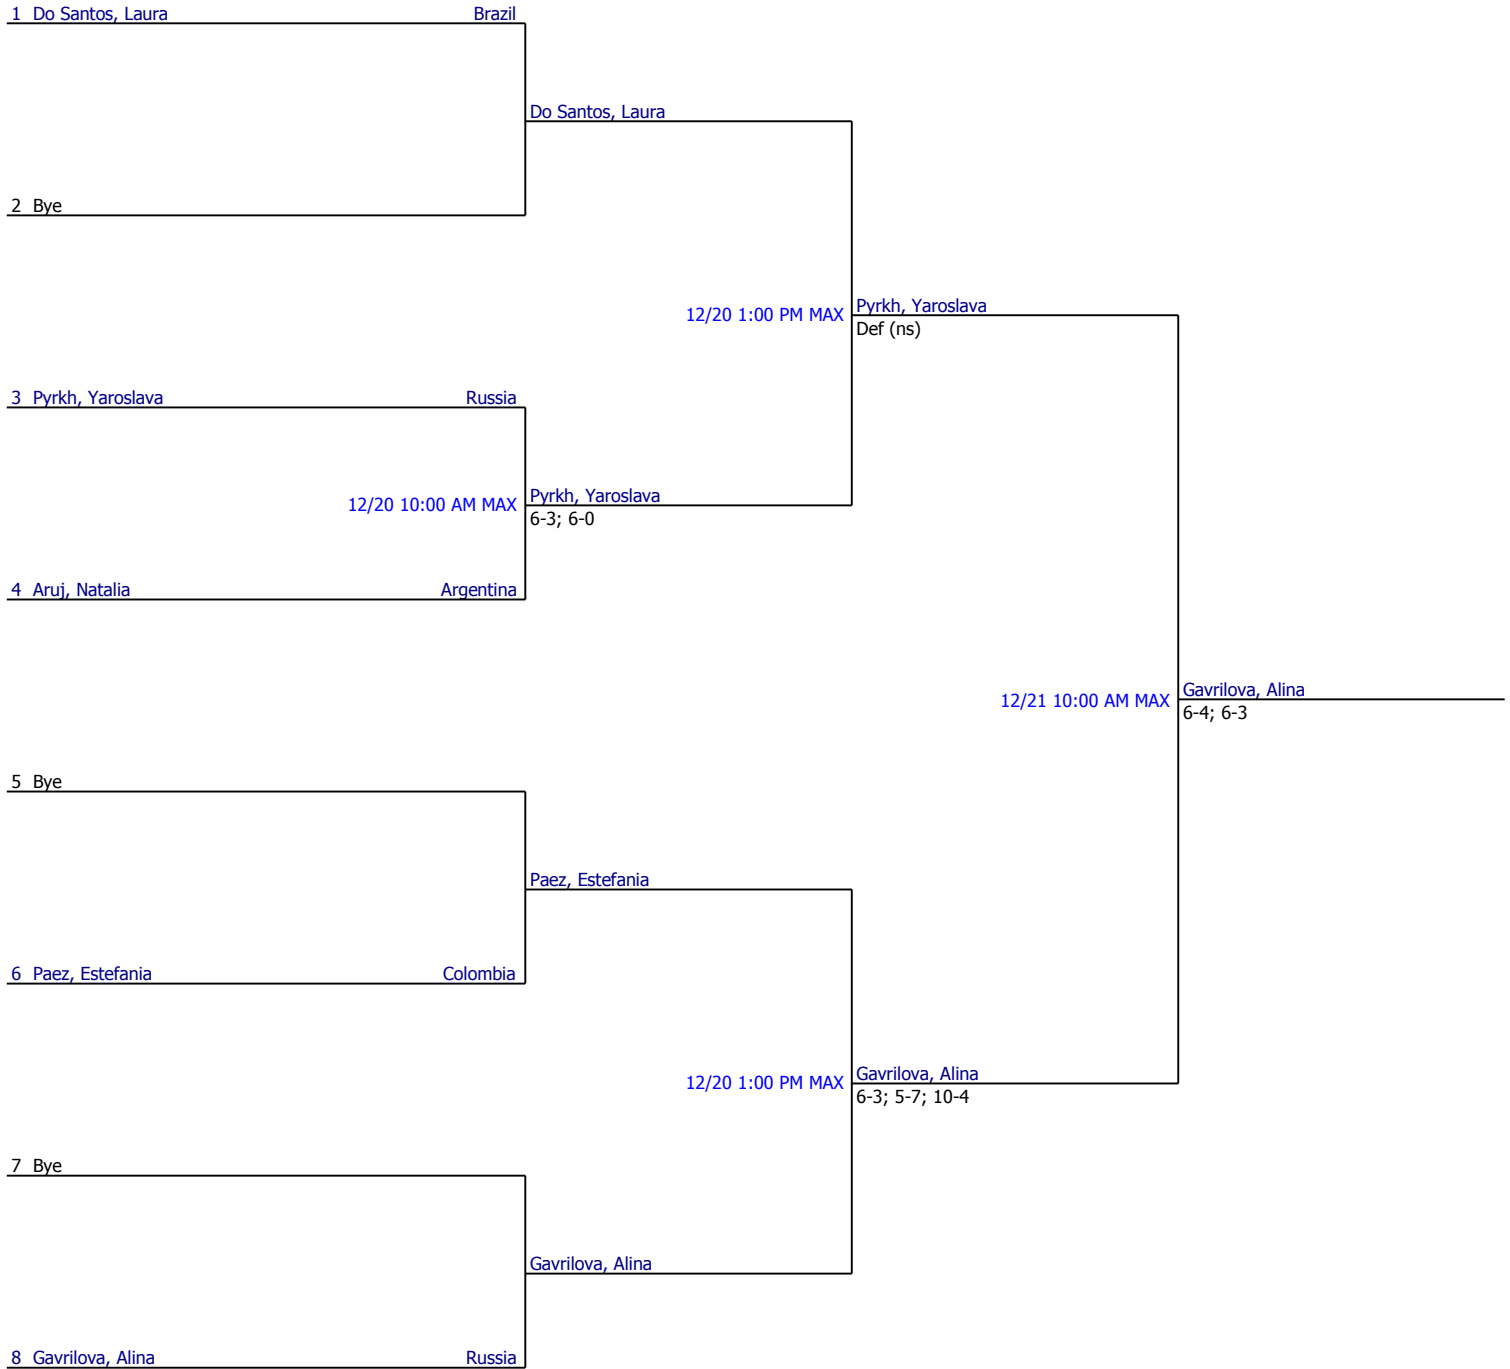 1 Do Santos, Laura Brazil
Do Santos, Laura
2 Bye
12/20 1:00 PM MAX Pyrkh, Yaroslava
Def (ns)
3 Pyrkh, Yaroslava Russia
12/20 10:00 AM MAX Pyrkh, Yaroslava
6-3; 6-0
4 Aruj, Natalia Argentina
12/21 10:00 AM MAX Gavrilova, Alina
6-4; 6-3
5 Bye
Paez, Estefania
6 Paez, Estefania Colombia
12/20 1:00 PM MAX Gavrilova, Alina
6-3; 5-7; 10-4
7 Bye
Gavrilova, Alina
8 Gavrilova, Alina Russia